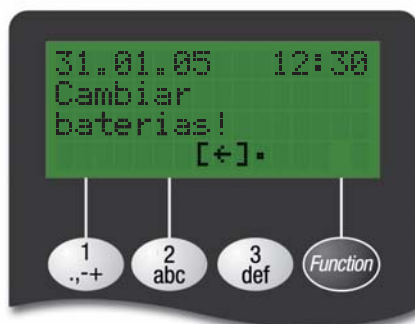 31.01.05 12:30
Cambiar
baterias!
[←].
1 2 3
.,-+ abc def Function